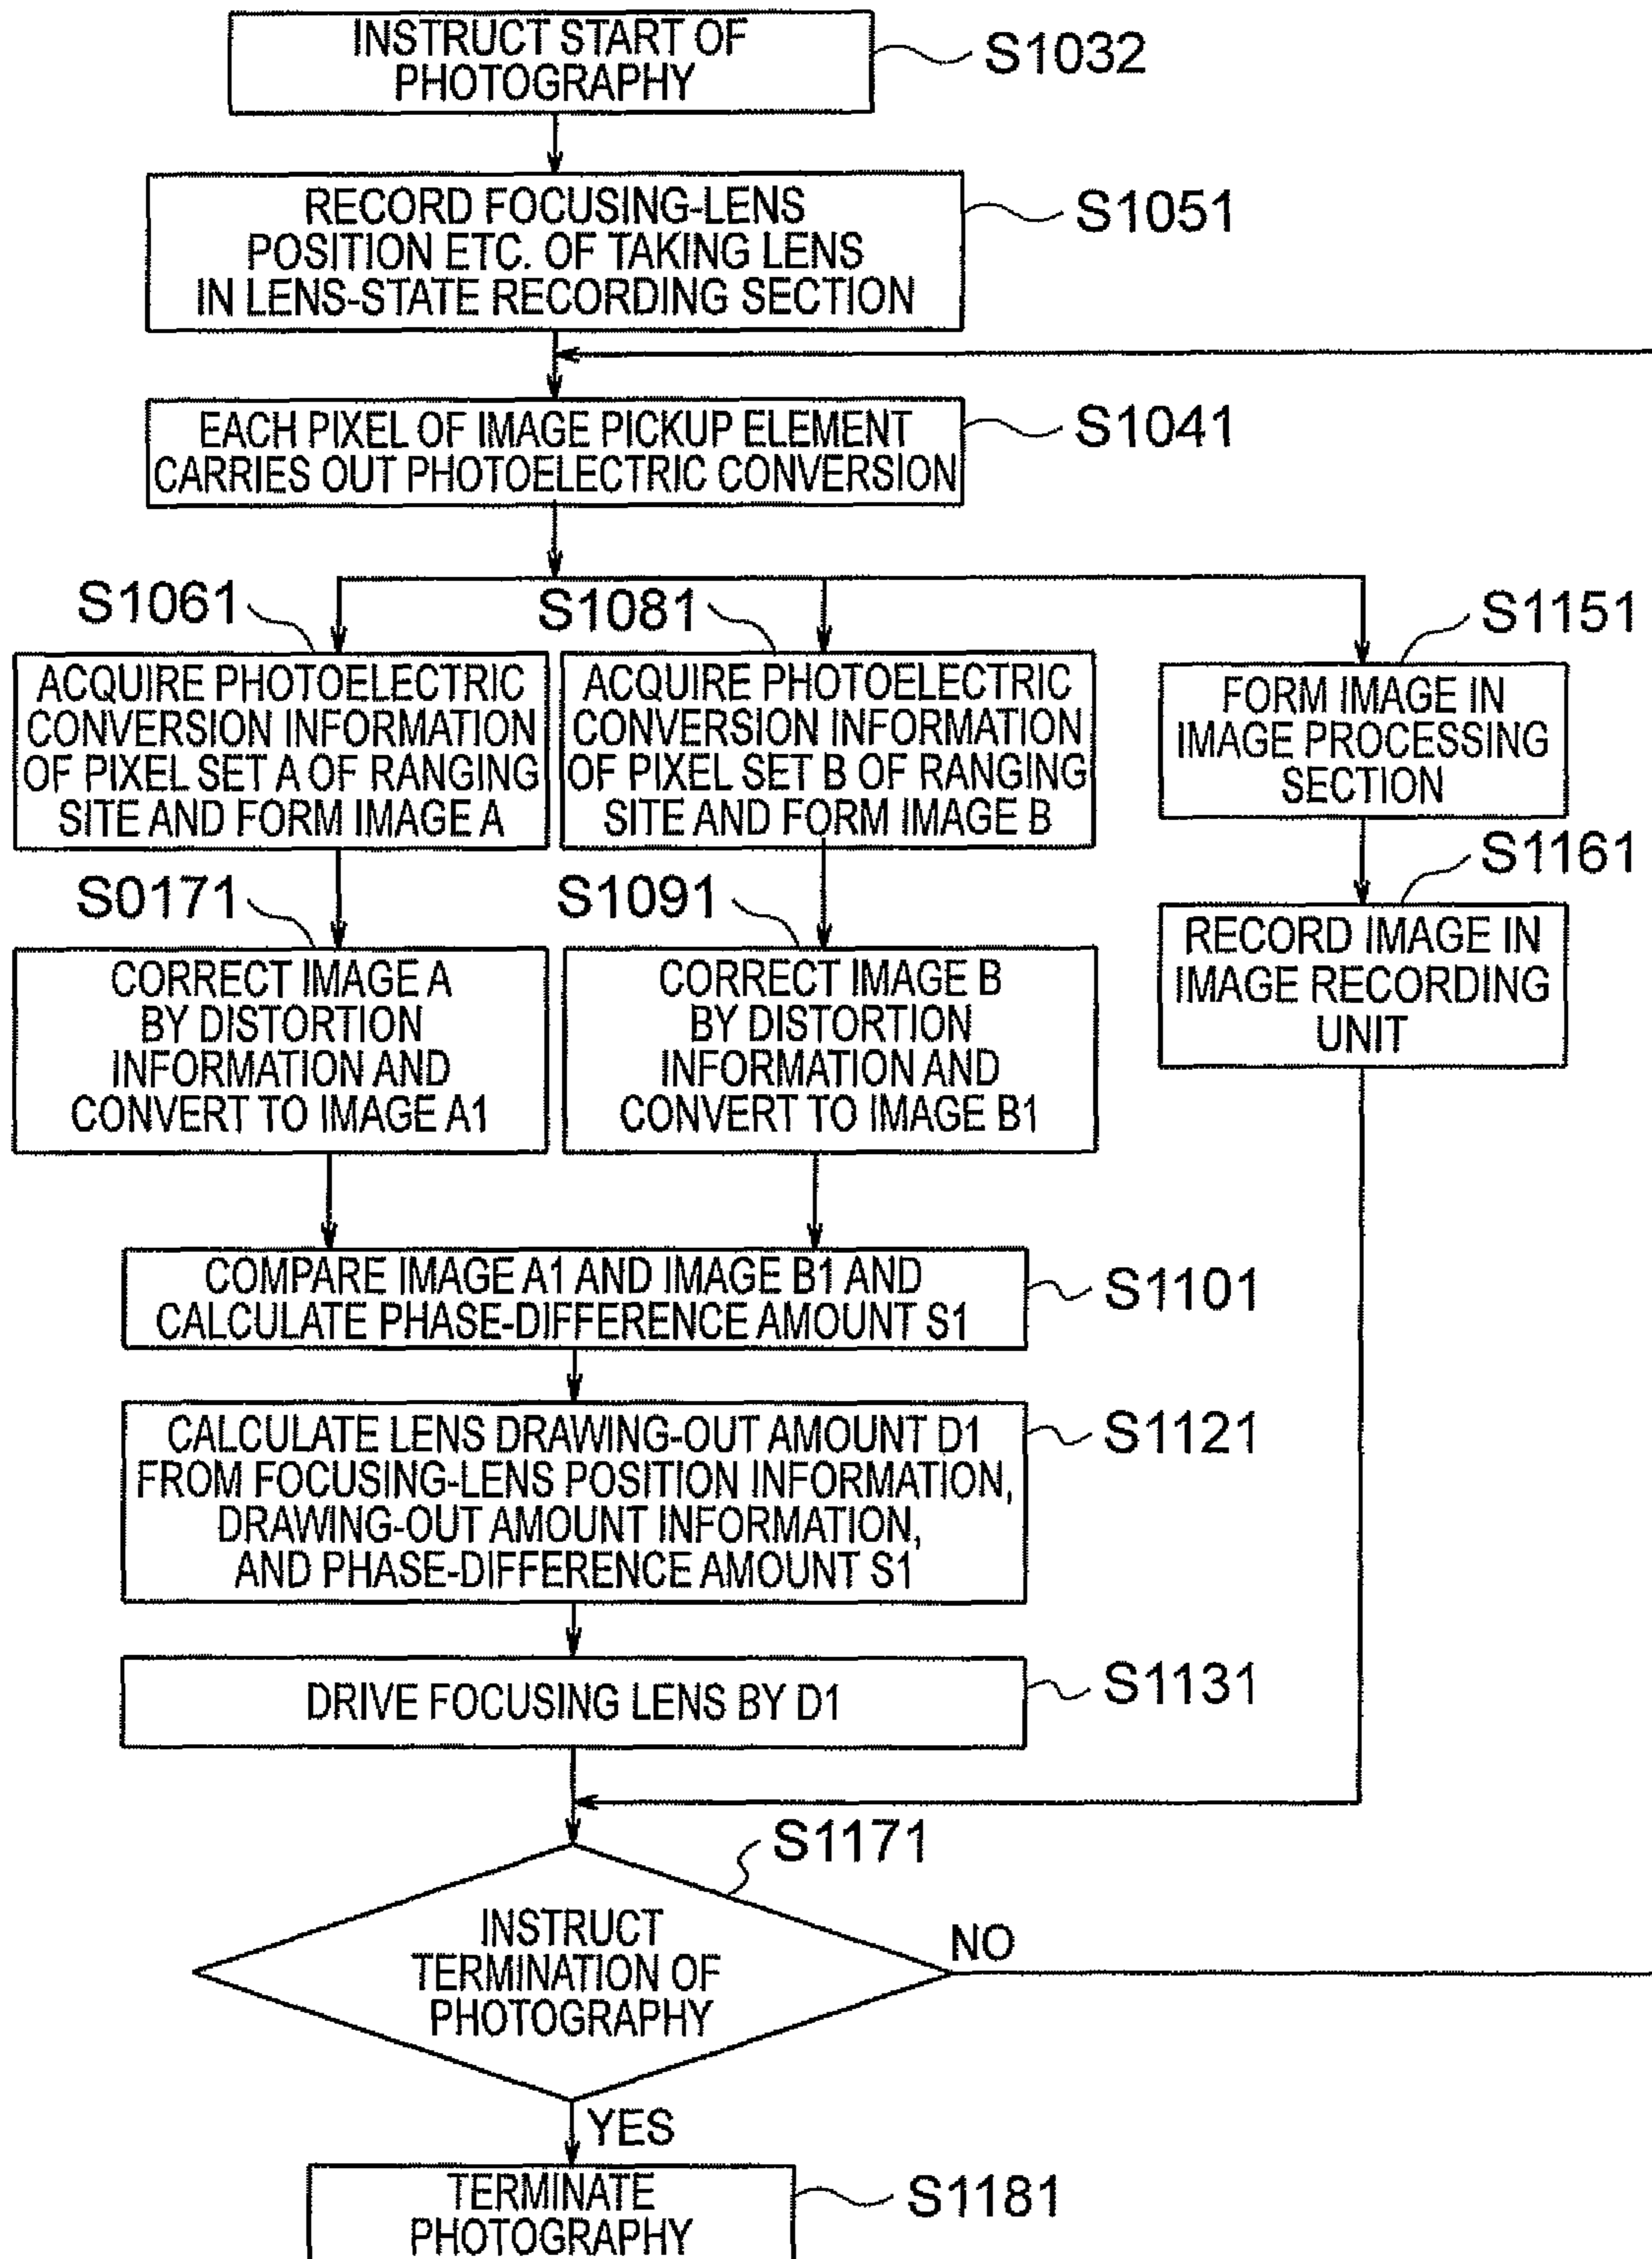 INSTRUCT START OF
PHOTOGRAPHY
S1032
RECORD FOCUSING-LENS
POSITION ETC. OF TAKING LENS
IN LENS-STATE RECORDING SECTION
S1051
EACH PIXEL OF IMAGE PICKUP ELEMENT
CARRIES OUT PHOTOELECTRIC CONVERSION
S1041
S1061
ACQUIRE PHOTOELECTRIC
CONVERSION INFORMATION
OF PIXEL SET A OF RANGING
SITE AND FORM IMAGE A
S1081
ACQUIRE PHOTOELECTRIC
CONVERSION INFORMATION
OF PIXEL SET B OF RANGING
SITE AND FORM IMAGE B
S1151
FORM IMAGE IN
IMAGE PROCESSING
SECTION
S0171
CORRECT IMAGE A
BY DISTORTION
INFORMATION AND
CONVERT TO IMAGE A1
S1091
CORRECT IMAGE B
BY DISTORTION
INFORMATION AND
CONVERT TO IMAGE B1
S1161
RECORD IMAGE IN
IMAGE RECORDING
UNIT
COMPARE IMAGE A1 AND IMAGE B1 AND
CALCULATE PHASE-DIFFERENCE AMOUNT S1
S1101
CALCULATE LENS DRAWING-OUT AMOUNT D1
FROM FOCUSING-LENS POSITION INFORMATION,
DRAWING-OUT AMOUNT INFORMATION,
AND PHASE-DIFFERENCE AMOUNT S1
S1121
DRIVE FOCUSING LENS BY D1
S1131
S1171
INSTRUCT
TERMINATION OF
PHOTOGRAPHY
NO
YES
TERMINATE
PHOTOGRAPHY
S1181